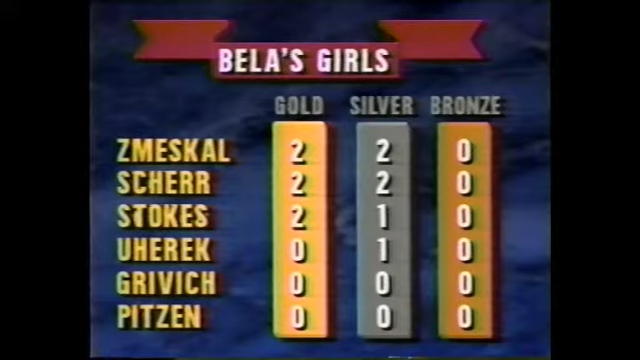 BELA'S GIRLS
GOLD SILVER BRONZE
ZMESKAL 2 2 0
SCHERR 2 2 0
STOKES 2 1 0
UHEREK 0 1 0
GRIVICH 0 0 0
PITZEN 0 0 0